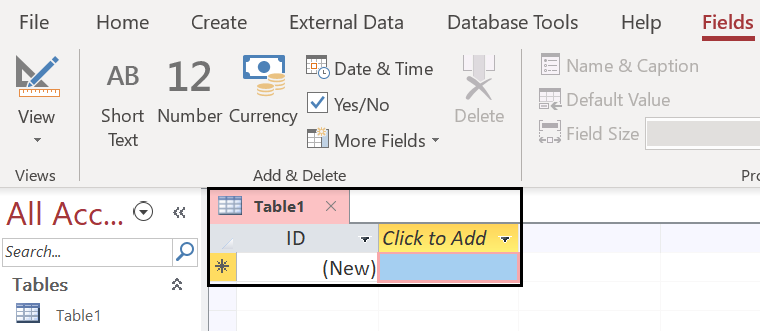 File Home Create External Data Database Tools Help Fields
AB 12 Date & Time Name & Caption
Yes/No Default Value
View Short Text Number Currency More Fields Delete Field Size
Views Add & Delete Pro
All Acc... Table1
ID Click to Add
Search... (New)
Tables
Table1